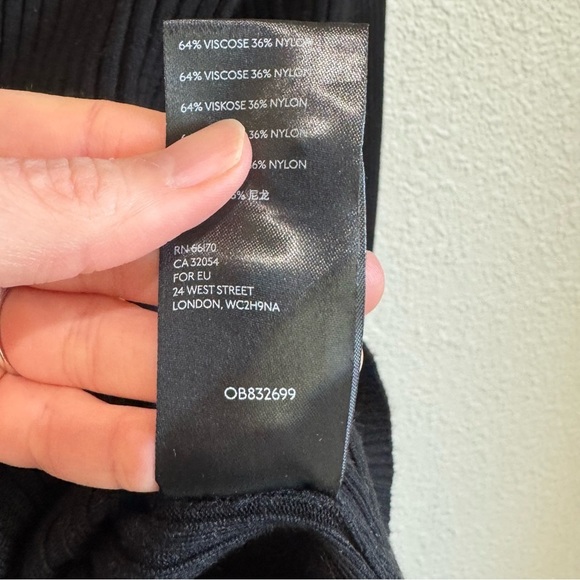 64% VISCOSE 36% NYLON
64% VISCOSE 36% NYLON
64% VISKOSE 36% NYLON
36% NYLON
36% NYLON
尼龙
RN 66170
CA 32054
FOR EU
24 WEST STREET
LONDON, WC2H9NA
OB832699